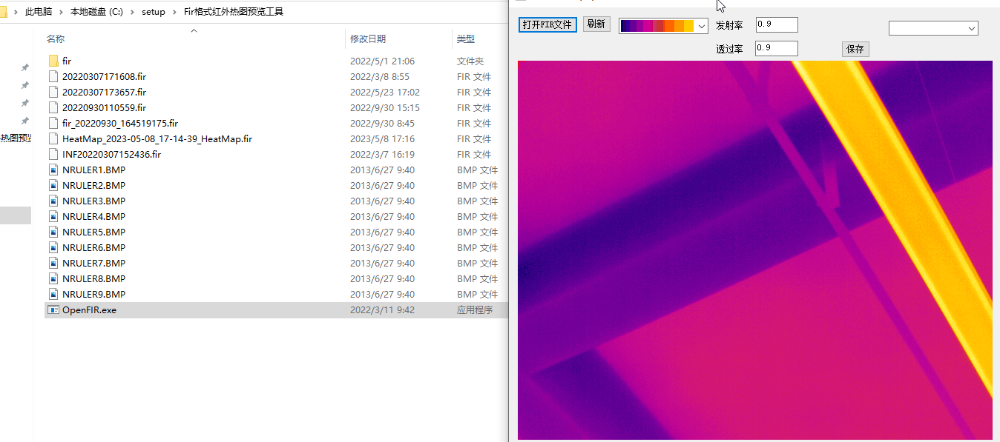 此电脑 › 本地磁盘 (C:) › setup › Fir格式红外热图预览工具
名称 修改日期 类型
fir 2022/5/1 21:06 文件夹
20220307171608.fir 2022/3/8 8:55 FIR 文件
20220307173657.fir 2022/5/23 17:02 FIR 文件
20220930110559.fir 2022/9/30 15:15 FIR 文件
fir_20220930_164519175.fir 2022/9/30 8:45 FIR 文件
HeatMap_2023-05-08_17-14-39_HeatMap.fir 2023/5/8 17:16 FIR 文件
INF20220307152436.fir 2022/3/7 16:19 FIR 文件
NRULER1.BMP 2013/6/27 9:40 BMP 文件
NRULER2.BMP 2013/6/27 9:40 BMP 文件
NRULER3.BMP 2013/6/27 9:40 BMP 文件
NRULER4.BMP 2013/6/27 9:40 BMP 文件
NRULER5.BMP 2013/6/27 9:40 BMP 文件
NRULER6.BMP 2013/6/27 9:40 BMP 文件
NRULER7.BMP 2013/6/27 9:40 BMP 文件
NRULER8.BMP 2013/6/27 9:40 BMP 文件
NRULER9.BMP 2013/6/27 9:40 BMP 文件
OpenFIR.exe 2022/3/11 9:42 应用程序
热图预览
打开FIR文件 刷新 发射率 0.9
透过率 0.9 保存